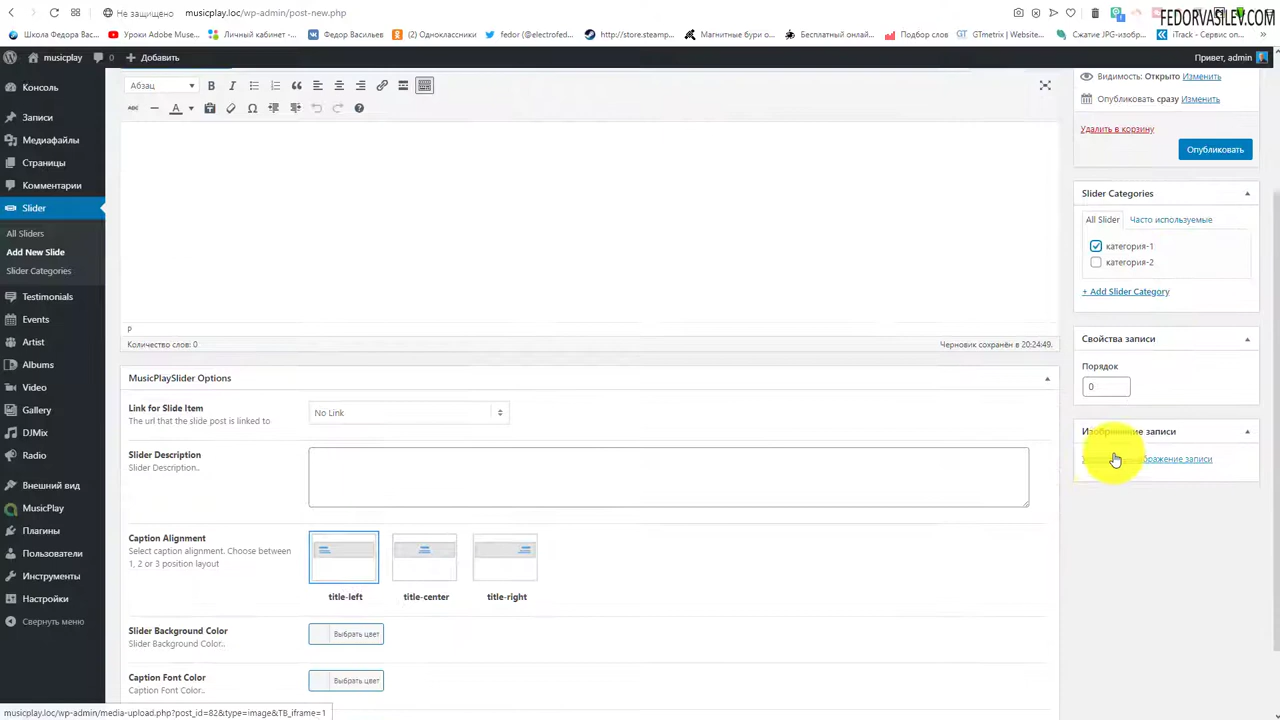 Не защищено musicplay.loc/wp-admin/post-new.php
FEDORVASILEV.COM
Школа Федора Вас... Уроки Adobe Muse... Личный кабинет -... Федор Васильев (2) Одноклассники fedor (@electrofed... http://store.steamp... Магнитные бури о... Бесплатный онлай... Подбор слов GTmetrix | Website... Сжатие JPG-изобр... iTrack - Сервис оп...
musicplay 0 + Добавить Привет, admin
Консоль
Записи
Медиафайлы
Страницы
Комментарии
Slider
All Sliders
Add New Slide
Slider Categories
Testimonials
Events
Artist
Albums
Video
Gallery
DJMix
Radio
Внешний вид
MusicPlay
Плагины
Пользователи
Инструменты
Настройки
Свернуть меню
Абзац
ABC
P
Количество слов: 0 Черновик сохранён в 20:24:49.
MusicPlaySlider Options
Link for Slide Item
The url that the slide post is linked to
No Link
Slider Description
Slider Description..
Caption Alignment
Select caption alignment. Choose between
1, 2 or 3 position layout
title-left title-center title-right
Slider Background Color
Slider Background Color..
Выбрать цвет
Caption Font Color
Caption Font Color..
Выбрать цвет
Видимость: Открыто Изменить
Опубликовать сразу Изменить
Удалить в корзину
Опубликовать
Slider Categories
All Slider Часто используемые
категория-1
категория-2
+ Add Slider Category
Свойства записи
Порядок
0
Изображение записи
записи
musicplay.loc/wp-admin/media-upload.php?post_id=82&type=image&TB_iframe=1